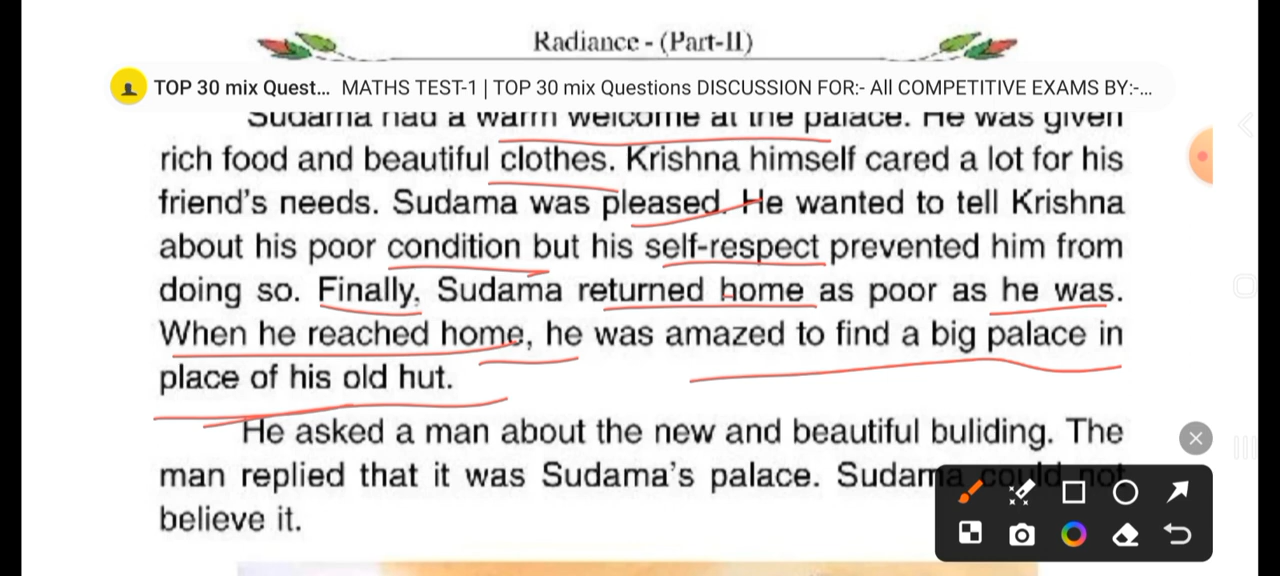 Radiance - (Part-II)
TOP 30 mix Quest... MATHS TEST-1 | TOP 30 mix Questions DISCUSSION FOR:- All COMPETITIVE EXAMS BY:-...
Sudama had a warm welcome at the palace. He was given
rich food and beautiful clothes. Krishna himself cared a lot for his
friend's needs. Sudama was pleased. He wanted to tell Krishna
about his poor condition but his self-respect prevented him from
doing so. Finally, Sudama returned home as poor as he was.
When he reached home, he was amazed to find a big palace in
place of his old hut.
He asked a man about the new and beautiful buliding. The
man replied that it was Sudama's palace. Sudama could not
believe it.